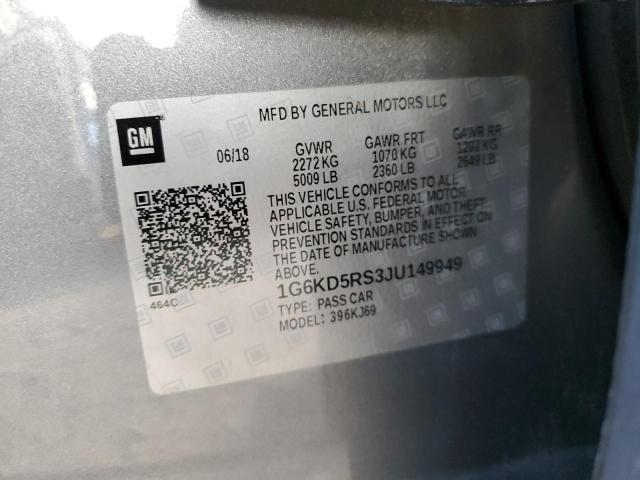 MFD BY GENERAL MOTORS LLC
GM
06/18 GVWR GAWR FRT GAWR RR
2272 KG 1070 KG 1202 KG
5009 LB 2360 LB 2649 LB
THIS VEHICLE CONFORMS TO ALL
APPLICABLE U.S. FEDERAL MOTOR
VEHICLE SAFETY, BUMPER, AND THEFT
PREVENTION STANDARDS IN EFFECT ON
THE DATE OF MANUFACTURE SHOWN
ABOVE.
1G6KD5RS3JU149949
464C
TYPE: PASS CAR
MODEL: 396KJ69